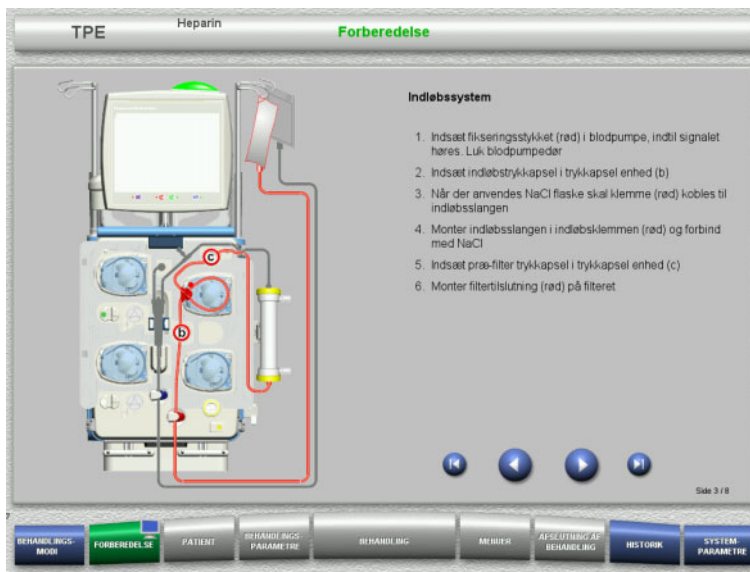 TPE
Heparin
Forberedelse
Indløbssystem
1. Indsæt fikseringsstykket (rød) i blodpumpe, indtil signalet
høres. Luk blodpumpedør
2. Indsæt indløbstrykkapsel i trykkapsel enhed (b)
3. Når der anvendes NaCl flaske skal klemme (rød) kobles til
indløbsslangen
4. Monter indløbsslangen i indløbsklemmen (rød) og forbind
med NaCl
5. Indsæt præ-filter trykkapsel i trykkapsel enhed (c)
6. Monter filtertilslutning (rød) på filteret
c
b
Side 3 / 8
BEHANDLINGS-
MODI
FORBEREDELSE
PATIENT
BEHANDLINGS-
PARAMETRE
BEHANDLING
MENUER
AFSLUTNING AF
BEHANDLING
HISTORIK
SYSTEM-
PARAMETRE